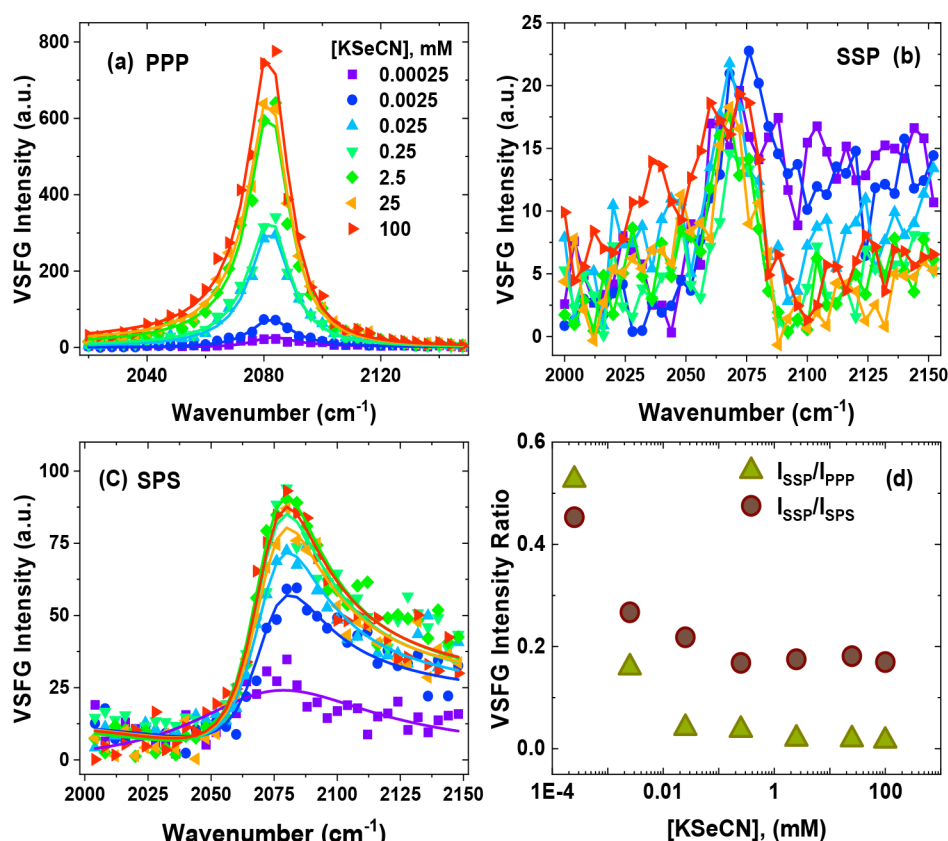 (a) PPP
[KSeCN], mM
0.00025
0.0025
0.025
0.25
2.5
25
100
800
600
400
200
0
VSFG Intensity (a.u.)
2040 2080 2120
Wavenumber (cm⁻¹)
SSP (b)
25
20
15
10
5
0
VSFG Intensity (a.u.)
2000 2025 2050 2075 2100 2125 2150
Wavenumber (cm⁻¹)
(C) SPS
100
75
50
25
0
VSFG Intensity (a.u.)
2000 2025 2050 2075 2100 2125 2150
Wavenumber (cm⁻¹)
(d)
I_SSP/I_PPP
I_SSP/I_SPS
0.6
0.4
0.2
0.0
VSFG Intensity Ratio
1E-4 0.01 1 100
[KSeCN], (mM)